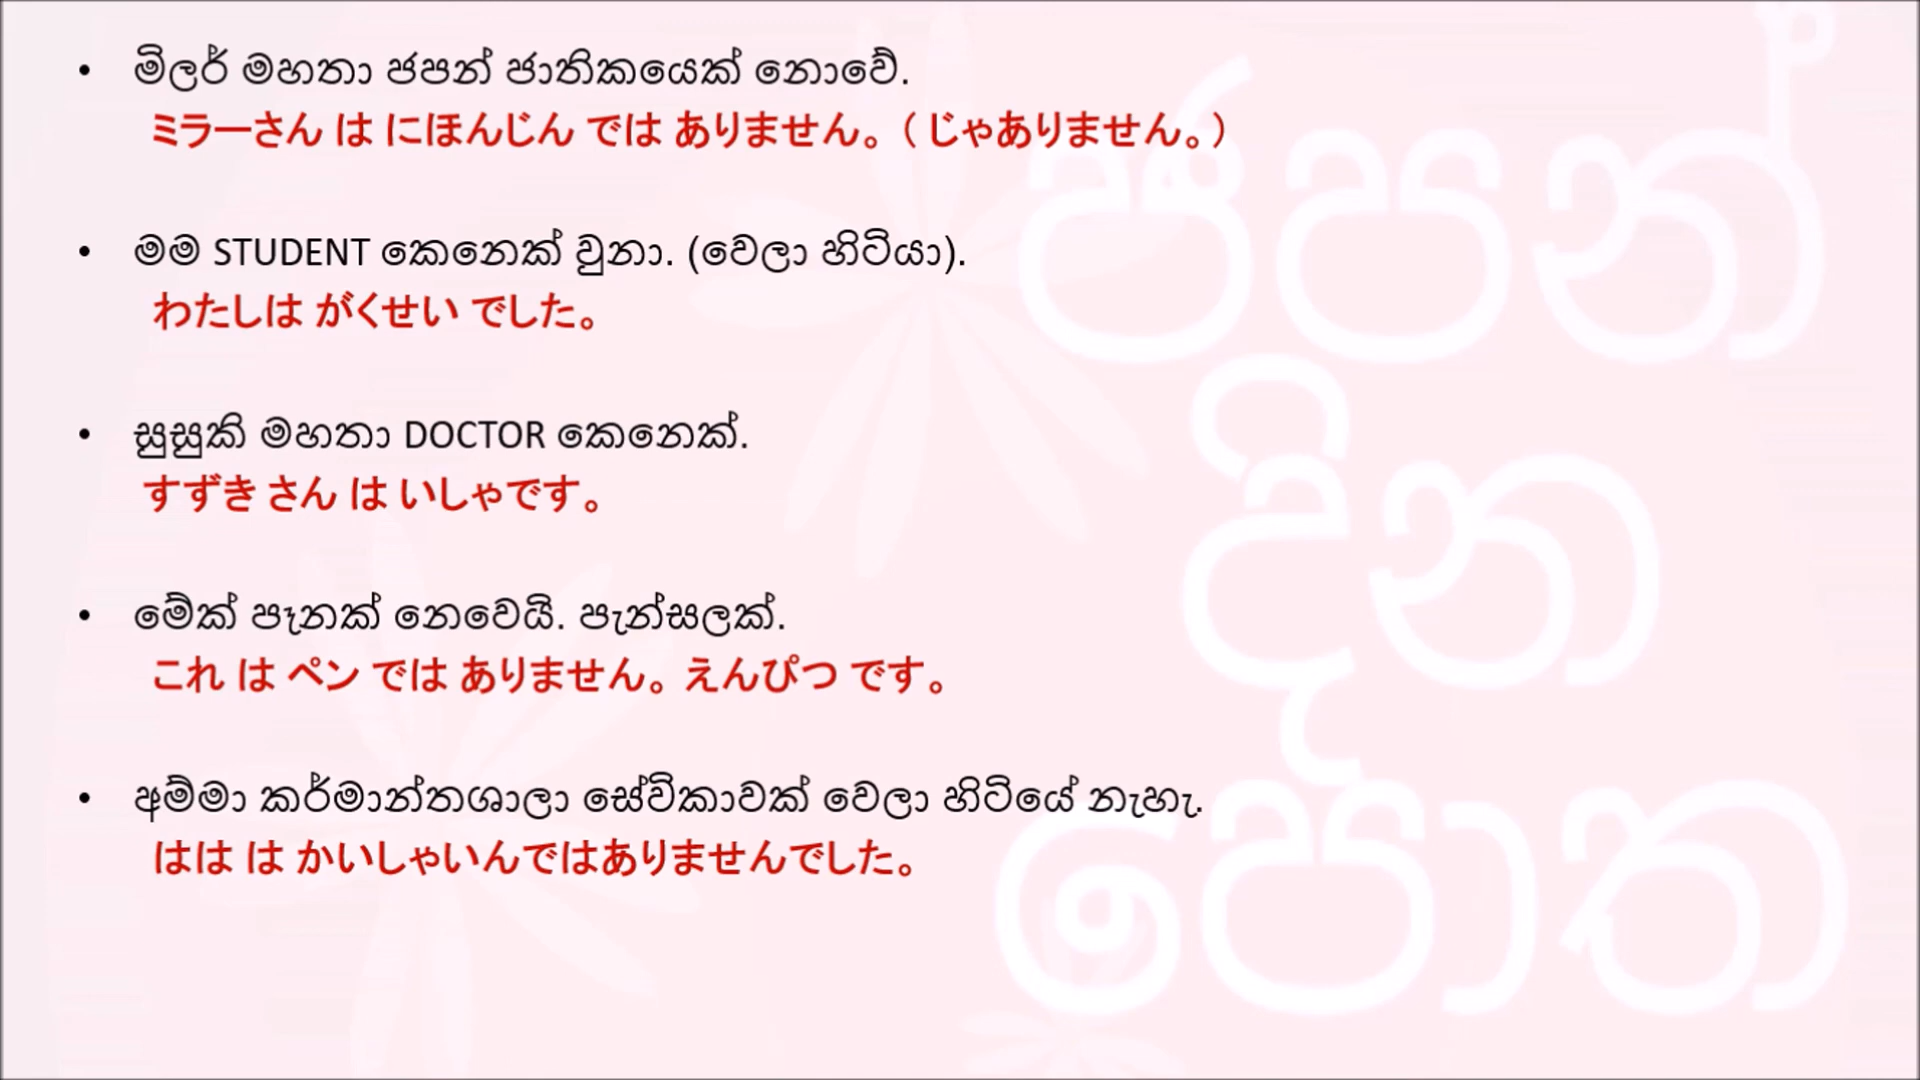 • මිලර් මහතා ජපන් ජාතිකයෙක් නොවේ.
ミラーさん は にほんじん では ありません。（ じゃありません。）
• මම STUDENT කෙනෙක් වුනා. (වෙලා හිටියා).
わたしは がくせい でした。
• සුසුකි මහතා DOCTOR කෙනෙක්.
すずき さん は いしゃです。
• මේක් පෑනක් නෙවෙයි. පැන්සලක්.
これ は ペン では ありません。えんぴつ です。
• අම්මා කර්මාන්තශාලා සේවිකාවක් වෙලා හිටියේ නැහැ.
はは は かいしゃいんではありませんでした。
ජපන්
දින
පොත